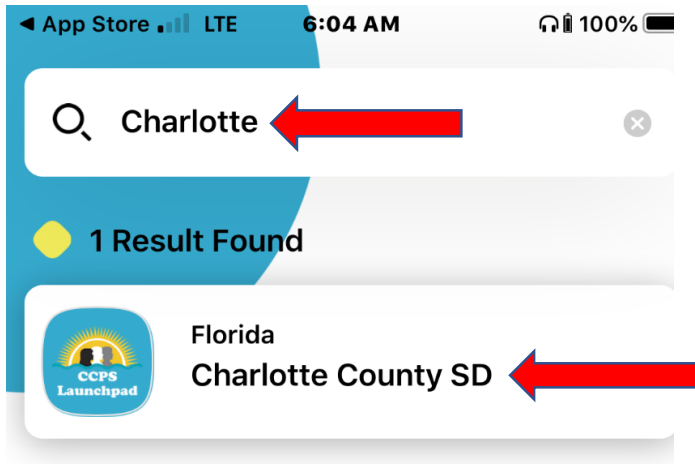 App Store LTE 6:04 AM 100%
Charlotte
1 Result Found
Florida
Charlotte County SD
CCPS
Launchpad